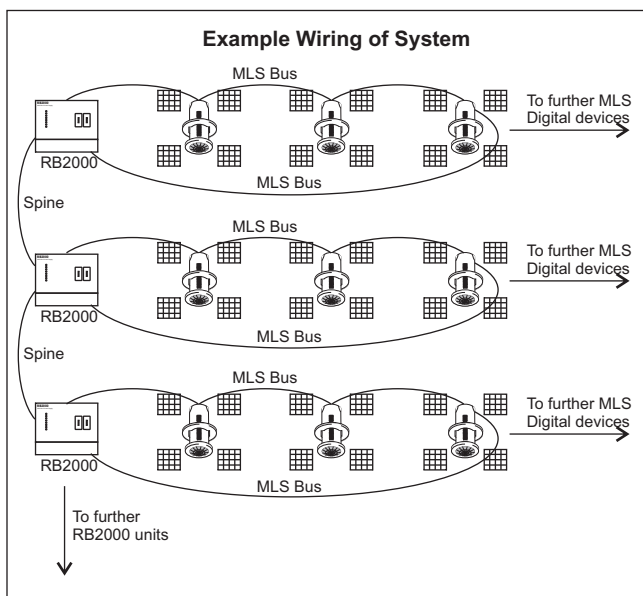 Example Wiring of System
MLS Bus
To further MLS
Digital devices
RB2000
MLS Bus
Spine
MLS Bus
To further MLS
Digital devices
RB2000
MLS Bus
Spine
MLS Bus
To further MLS
Digital devices
RB2000
MLS Bus
To further
RB2000 units